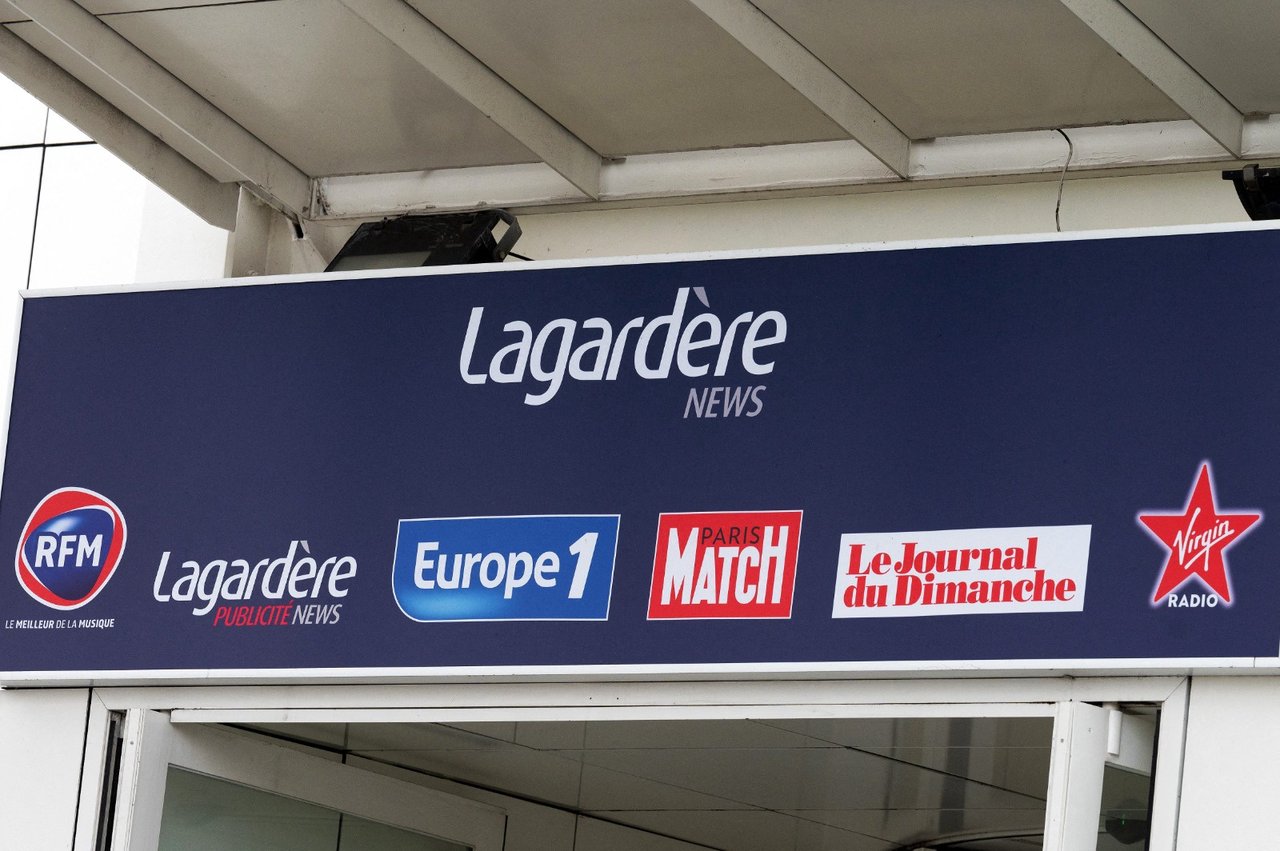 Lagardère
NEWS
RFM
LE MEILLEUR DE LA MUSIQUE
Lagardère
PUBLICITÉ NEWS
Europe 1
PARIS
MATCH
Le Journal
du Dimanche
Virgin
RADIO